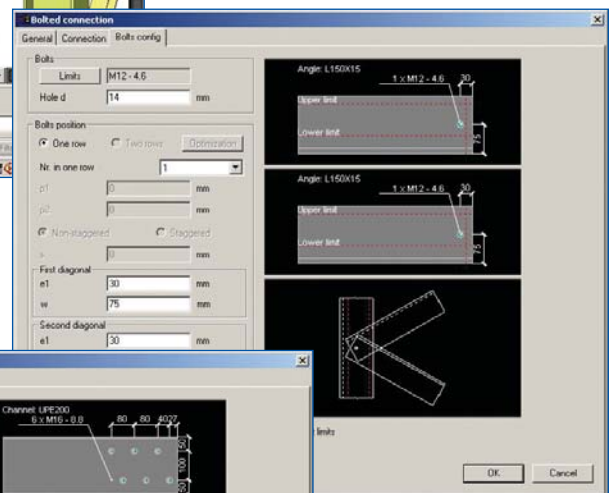 Bolted connection
General Connection Bolts config
Bolts
Limits M12 - 4.6
Hole d 14 mm
Bolts position
One row Two rows Optimization
Nr. in one row 1
p1 0 mm
p2 0 mm
Non-staggered Staggered
s 0 mm
First diagonal
e1 30 mm
w 75 mm
Second diagonal
e1 30 mm
Angle: L150X15
1 x M12 - 4.6 30
Upper limit
Lower limit
75
Angle: L150X15
1 x M12 - 4.6 30
Upper limit
Lower limit
75
limits
OK Cancel
Channel: UPE200
6 x M16 - 8.8 80 80 40 27
50
100
50